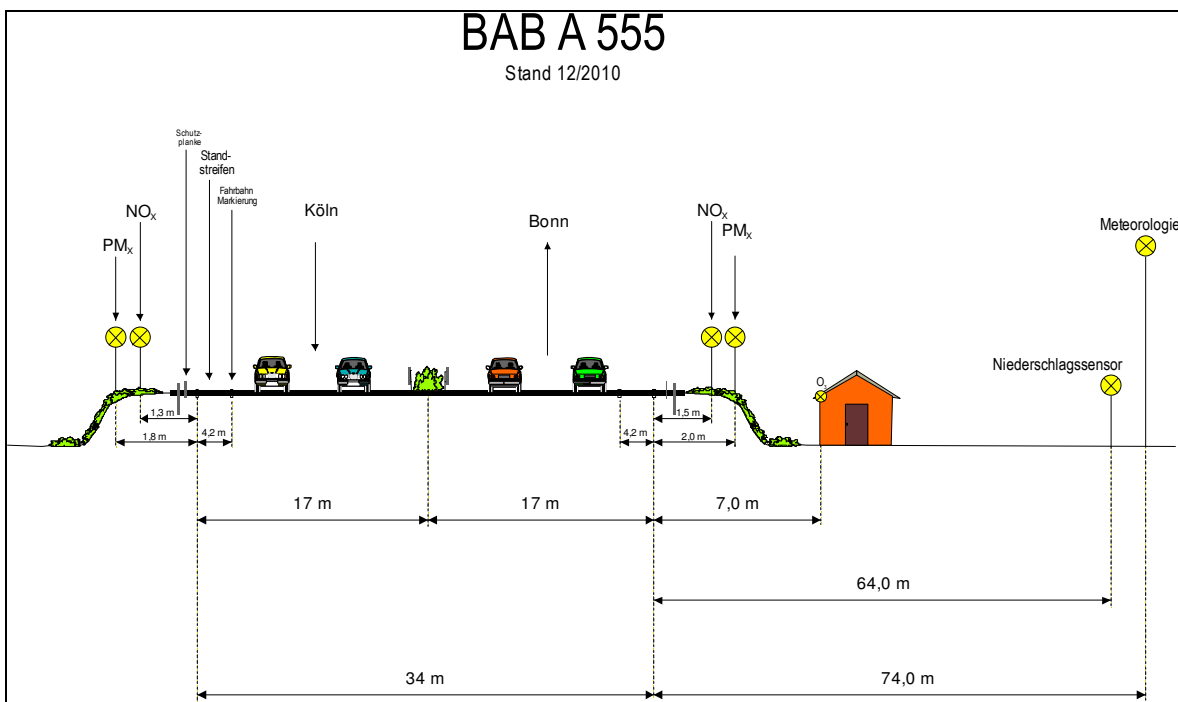 BAB A 555
Stand 12/2010
Schutz-
planke
Stand-
streifen
Fahrbahn
Markierung
NOx
PMx
Köln
Bonn
NOx
PMx
Meteorologie
Niederschlagssensor
O3
1,3 m
1,8 m
4,2 m
1,5 m
4,2 m
2,0 m
17 m
17 m
7,0 m
64,0 m
34 m
74,0 m